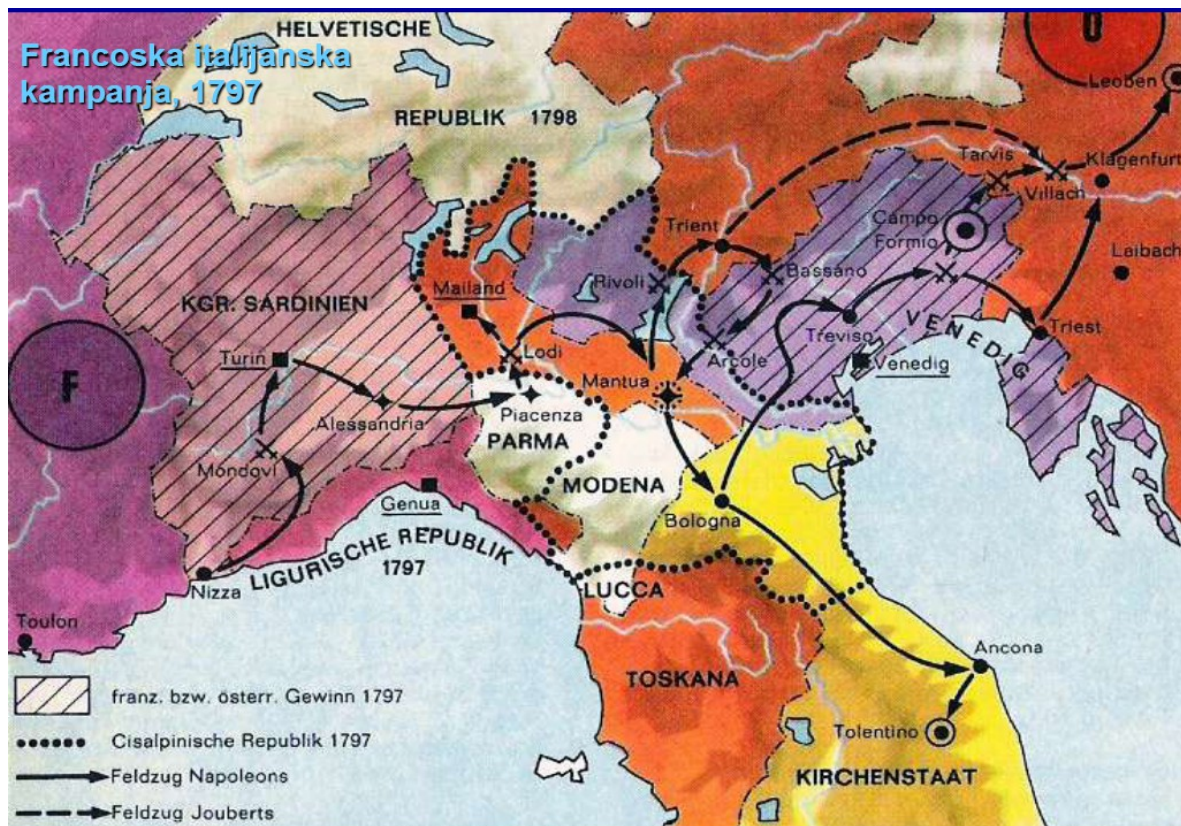 Francoska italijanska
kampanja, 1797
HELVETISCHE
REPUBLIK 1798
Ö
Leoben
Tarvis
Klagenfurt
Villach
Trient
Campo
Formio
Laibach
Bassano
Rivoli
KGR. SARDINIEN
Mailand
Treviso
VENEDIG
Triest
Turin
Lodi
Arcole
Venedig
Mantua
F
Alessandria
Piacenza
PARMA
Mondovi
MODENA
Genua
Bologna
LIGURISCHE REPUBLIK
1797
Nizza
LUCCA
Toulon
Ancona
TOSKANA
Tolentino
KIRCHENSTAAT
franz. bzw. österr. Gewinn 1797
Cisalpinische Republik 1797
Feldzug Napoleons
Feldzug Jouberts